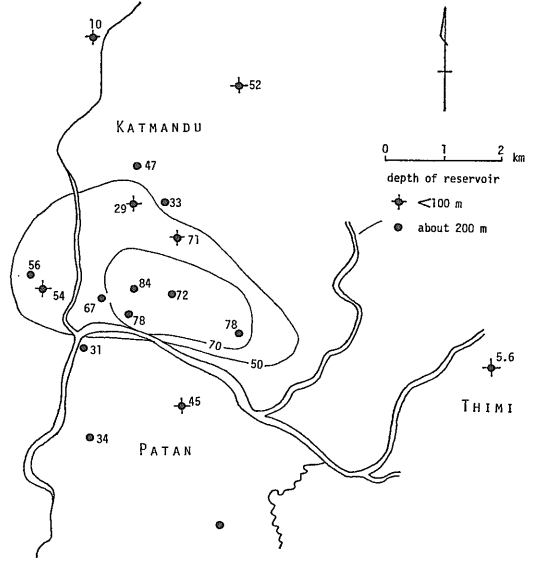 10
52
KATMANDU
0 1 2 km
depth of reservoir
<100 m
about 200 m
47
29
33
71
56
54
84
72
67
78
78
70
50
31
5.6
THIMI
45
34
PATAN